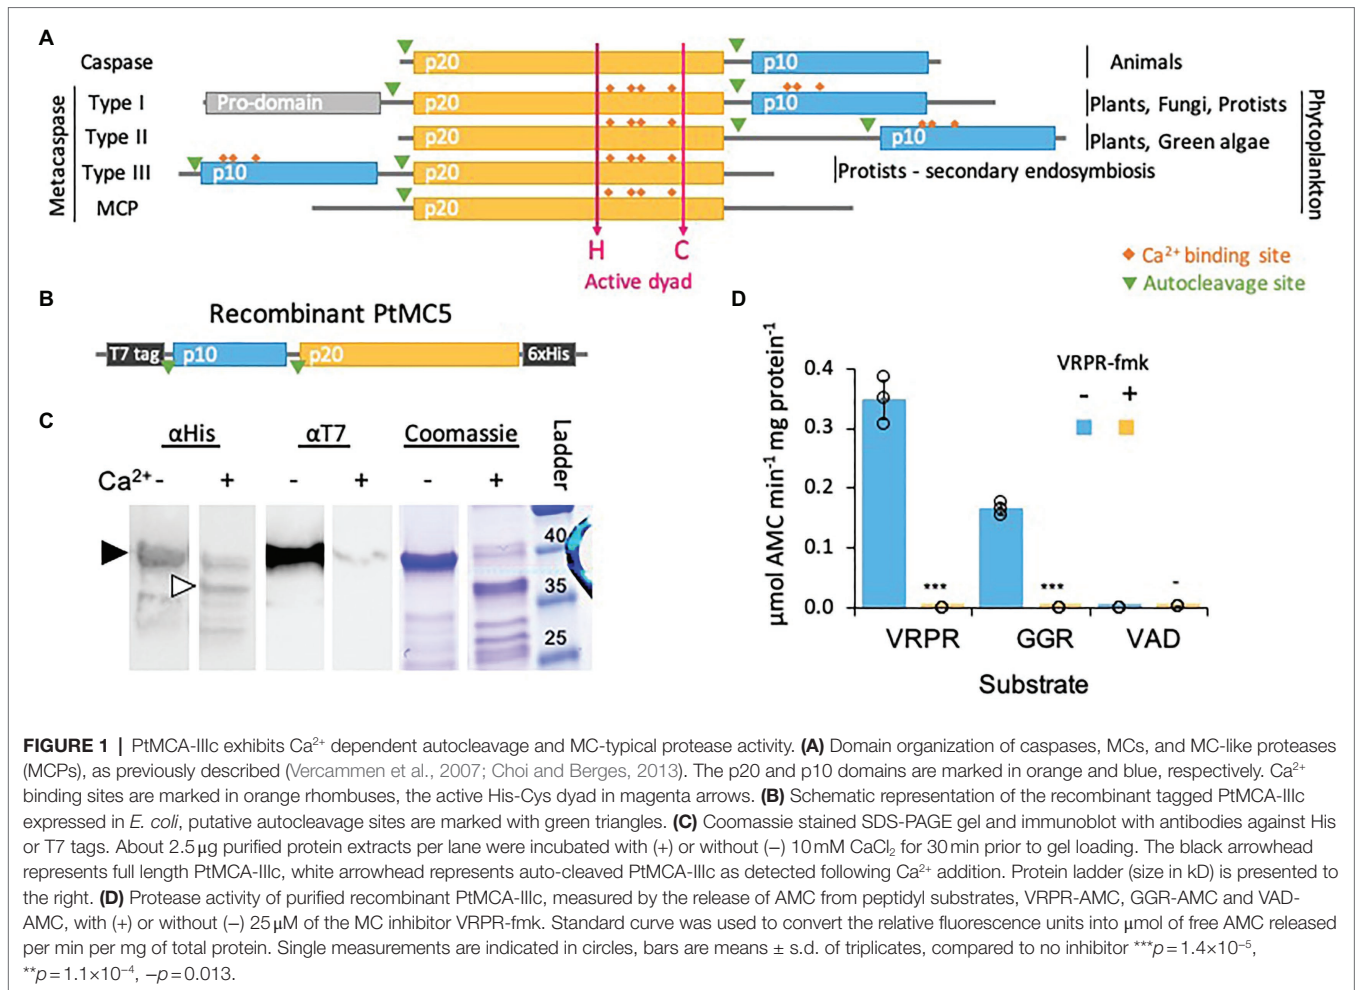 A
Caspase p20 p10 Animals
Metacaspase
Type I Pro-domain p20 p10 Plants, Fungi, Protists
Type II p20 p10 Plants, Green algae
Type III p10 p20 Protists - secondary endosymbiosis
MCP p20
Phytoplankton
H C
Active dyad
Ca²⁺ binding site
Autocleavage site
B
Recombinant PtMC5
T7 tag p10 p20 6xHis
C
αHis αT7 Coomassie Ladder
Ca²⁺ - + - + - +
40
35
25
D
VRPR-fmk
- +
μmol AMC min⁻¹ mg protein⁻¹
0.4
0.3
0.2
0.1
0.0
*** *** -
VRPR GGR VAD
Substrate
FIGURE 1 | PtMCA-IIIc exhibits Ca²⁺ dependent autocleavage and MC-typical protease activity. (A) Domain organization of caspases, MCs, and MC-like proteases
(MCPs), as previously described (Vercammen et al., 2007; Choi and Berges, 2013). The p20 and p10 domains are marked in orange and blue, respectively. Ca²⁺
binding sites are marked in orange rhombuses, the active His-Cys dyad in magenta arrows. (B) Schematic representation of the recombinant tagged PtMCA-IIIc
expressed in E. coli, putative autocleavage sites are marked with green triangles. (C) Coomassie stained SDS-PAGE gel and immunoblot with antibodies against His
or T7 tags. About 2.5 μg purified protein extracts per lane were incubated with (+) or without (−) 10 mM CaCl₂ for 30 min prior to gel loading. The black arrowhead
represents full length PtMCA-IIIc, white arrowhead represents auto-cleaved PtMCA-IIIc as detected following Ca²⁺ addition. Protein ladder (size in kD) is presented to
the right. (D) Protease activity of purified recombinant PtMCA-IIIc, measured by the release of AMC from peptidyl substrates, VRPR-AMC, GGR-AMC and VAD-
AMC, with (+) or without (−) 25 μM of the MC inhibitor VRPR-fmk. Standard curve was used to convert the relative fluorescence units into μmol of free AMC released
per min per mg of total protein. Single measurements are indicated in circles, bars are means ± s.d. of triplicates, compared to no inhibitor ***p = 1.4×10⁻⁵,
**p = 1.1×10⁻⁴, −p = 0.013.